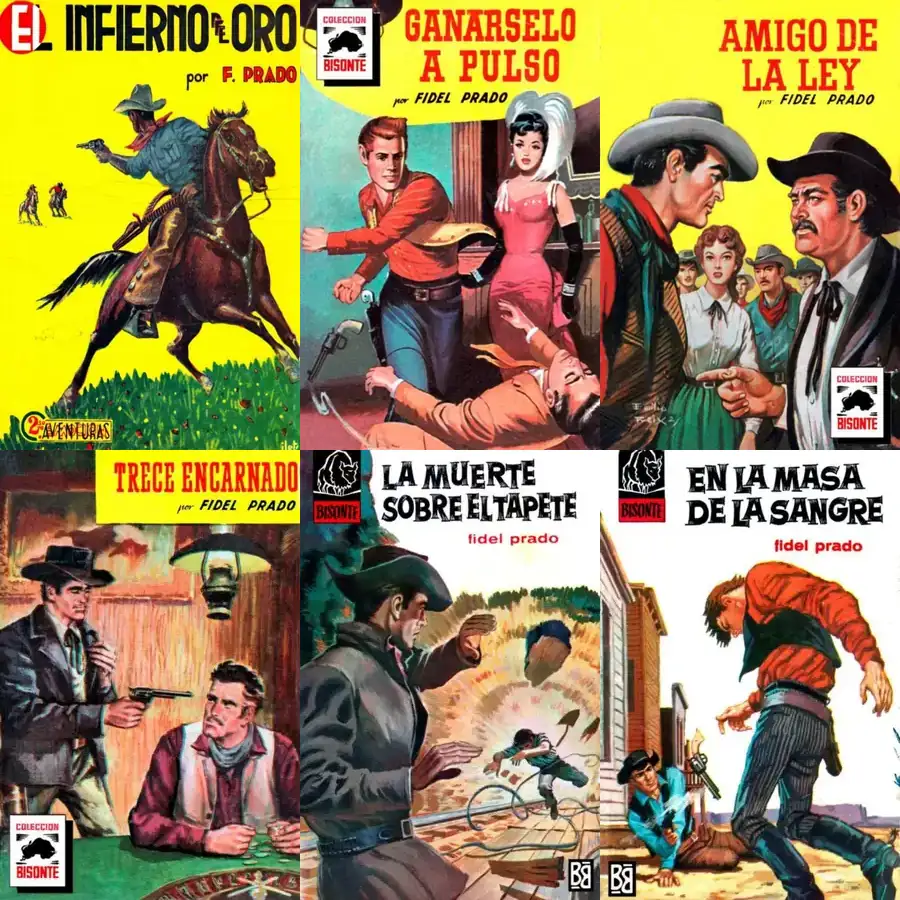 EL INFIERNO DEL ORO
por F. PRADO
2ª AVENTURAS
COLECCION
BISONTE
GANARSELO
A PULSO
por FIDEL PRADO
AMIGO DE
LA LEY
por FIDEL PRADO
COLECCION
BISONTE
TRECE ENCARNADO
por FIDEL PRADO
COLECCION
BISONTE
BISONTE
LA MUERTE
SOBRE EL TAPETE
fidel prado
BB
BISONTE
EN LA MASA
DE LA SANGRE
fidel prado
BB